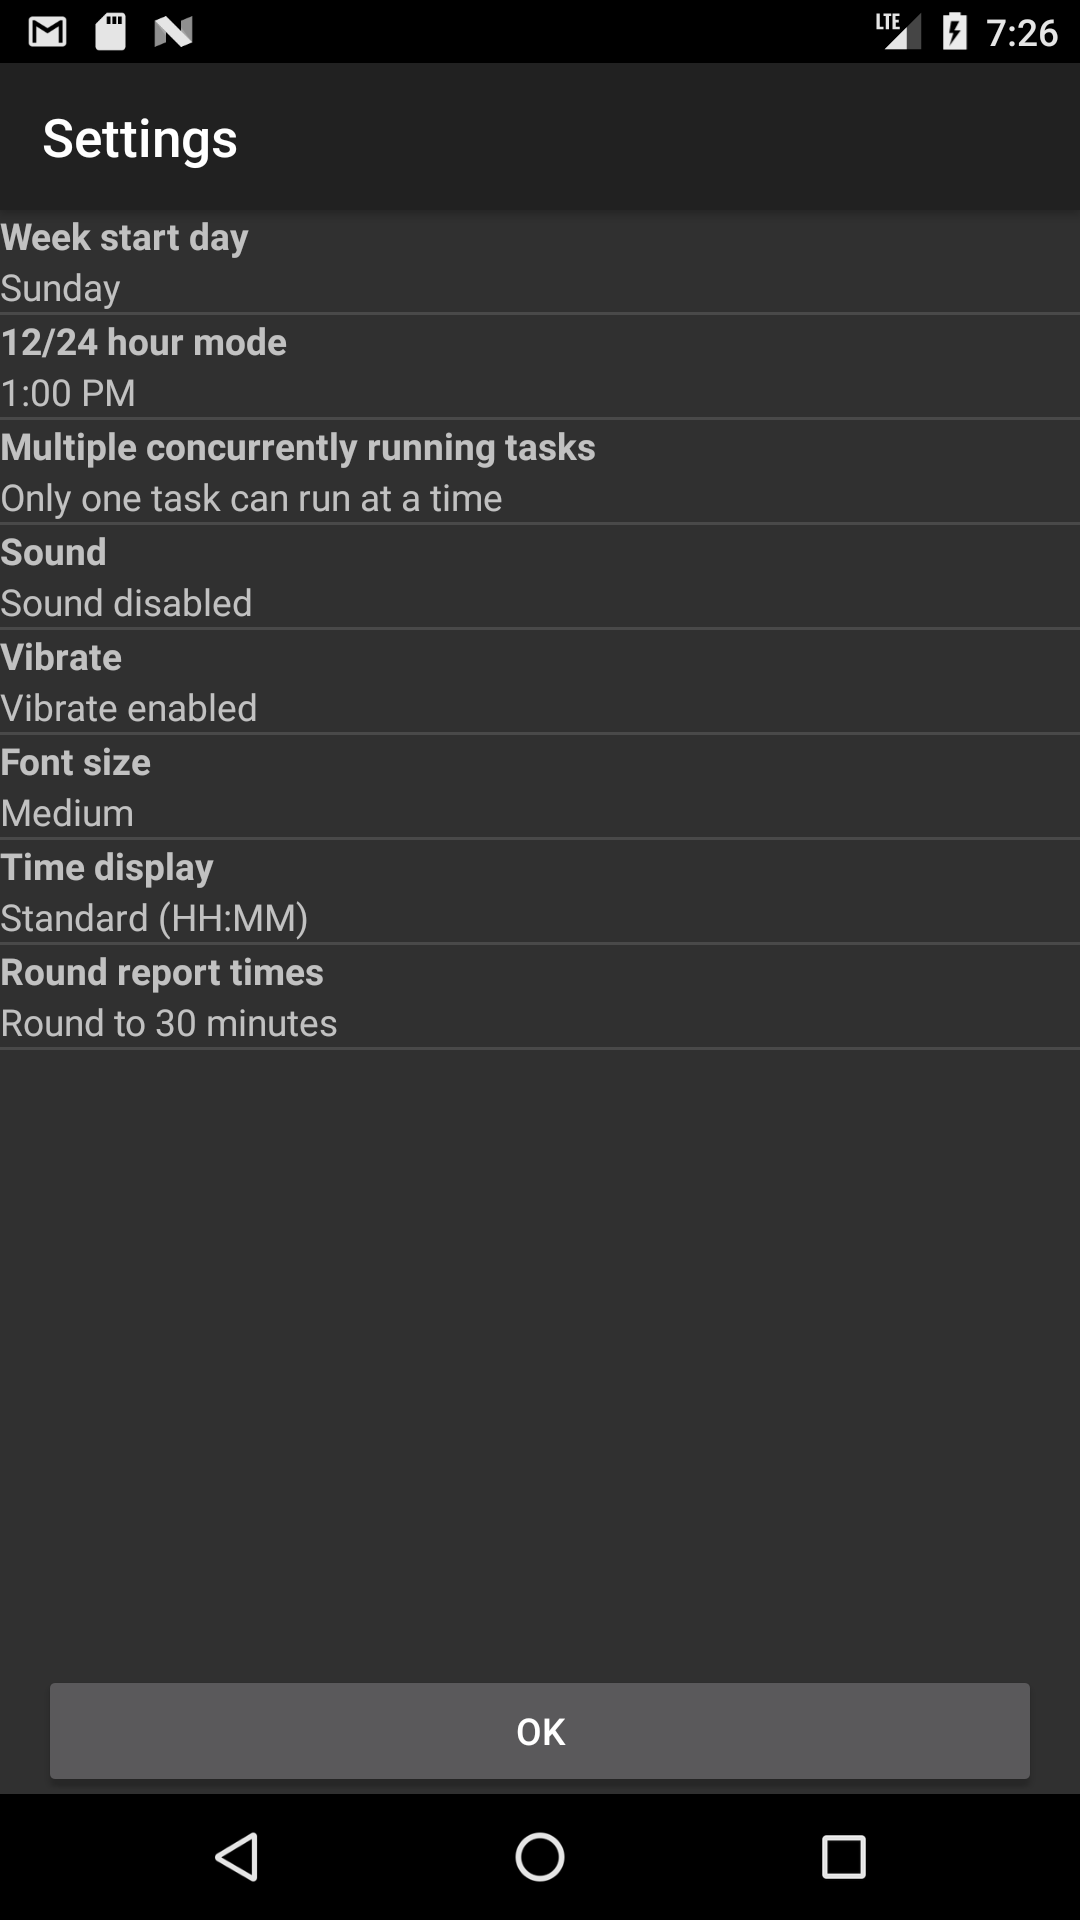 LTE 7:26
Settings
Week start day
Sunday
12/24 hour mode
1:00 PM
Multiple concurrently running tasks
Only one task can run at a time
Sound
Sound disabled
Vibrate
Vibrate enabled
Font size
Medium
Time display
Standard (HH:MM)
Round report times
Round to 30 minutes
OK